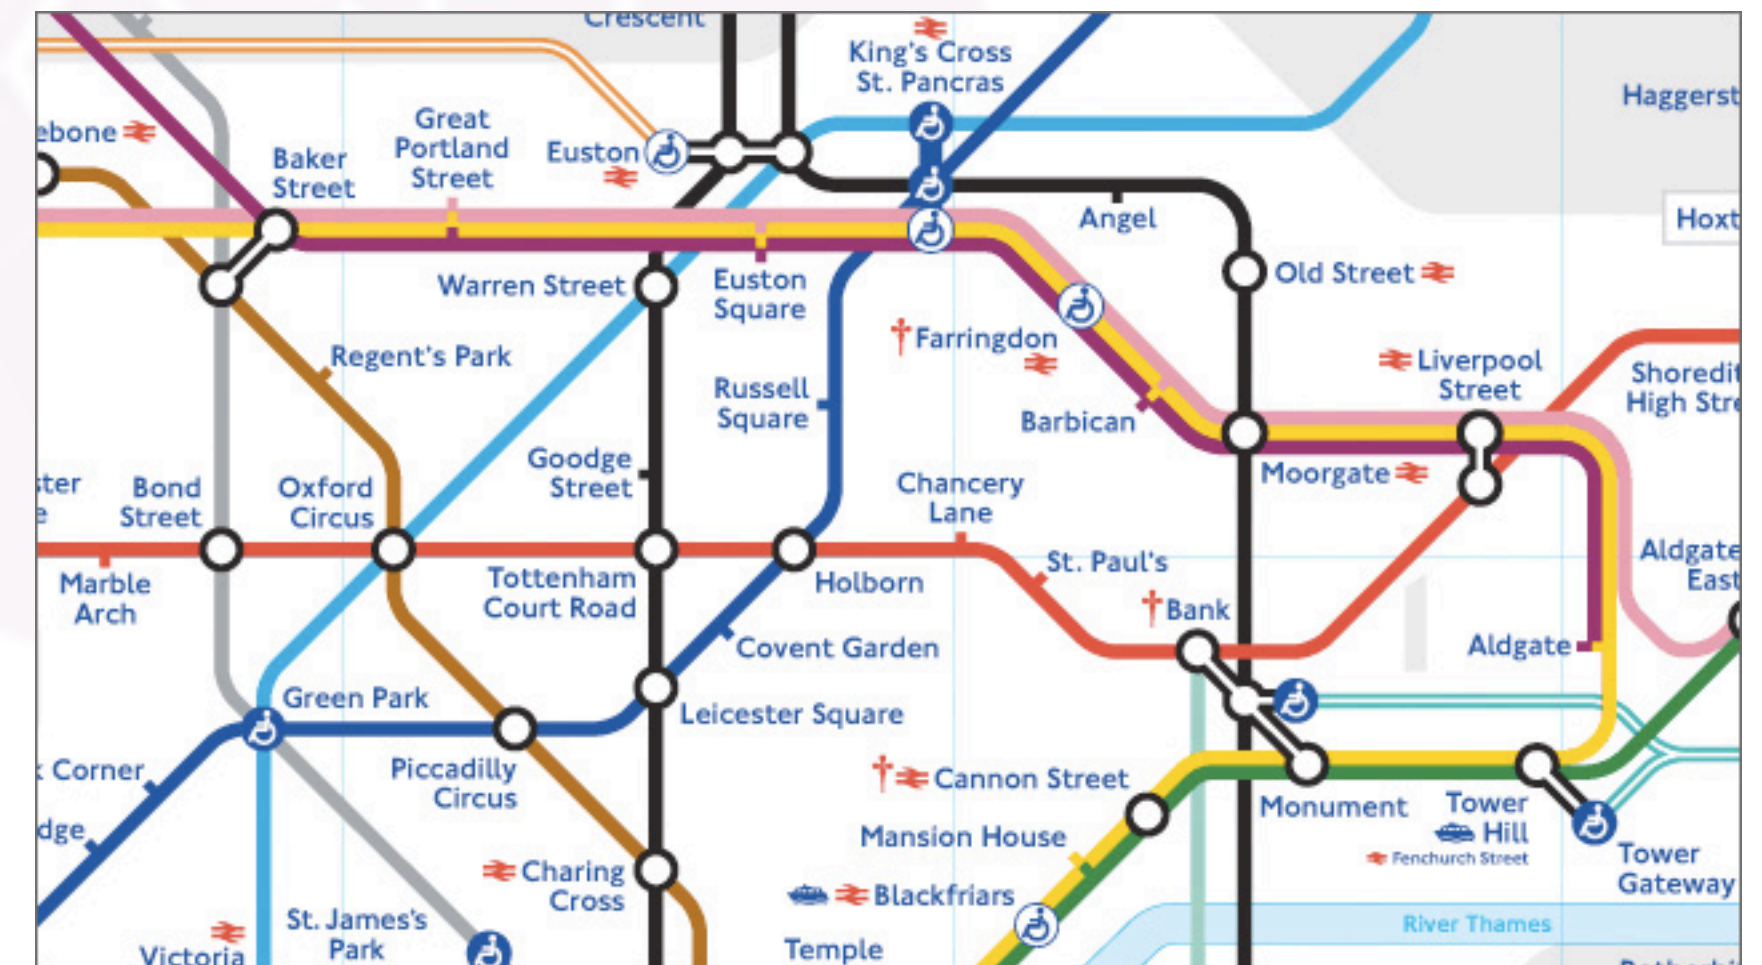 Crescent
King's Cross
St. Pancras
Haggerst
ebone
Great
Portland
Street
Euston
Baker
Street
Angel
Hoxt
Old Street
Warren Street
Euston
Square
Farringdon
Regent's Park
Liverpool
Street
Shoredit
High Stre
Russell
Square
Barbican
Moorgate
Goodge
Street
Chancery
Lane
ster
e
Bond
Street
Oxford
Circus
Marble
Arch
Tottenham
Court Road
Holborn
St. Paul's
Aldgate
East
Bank
Covent Garden
Aldgate
Green Park
Leicester Square
Corner
Piccadilly
Circus
Cannon Street
Monument
Tower
Hill
Fenchurch Street
dge
Mansion House
Tower
Gateway
Charing
Cross
Blackfriars
St. James's
Park
River Thames
Victoria
Temple